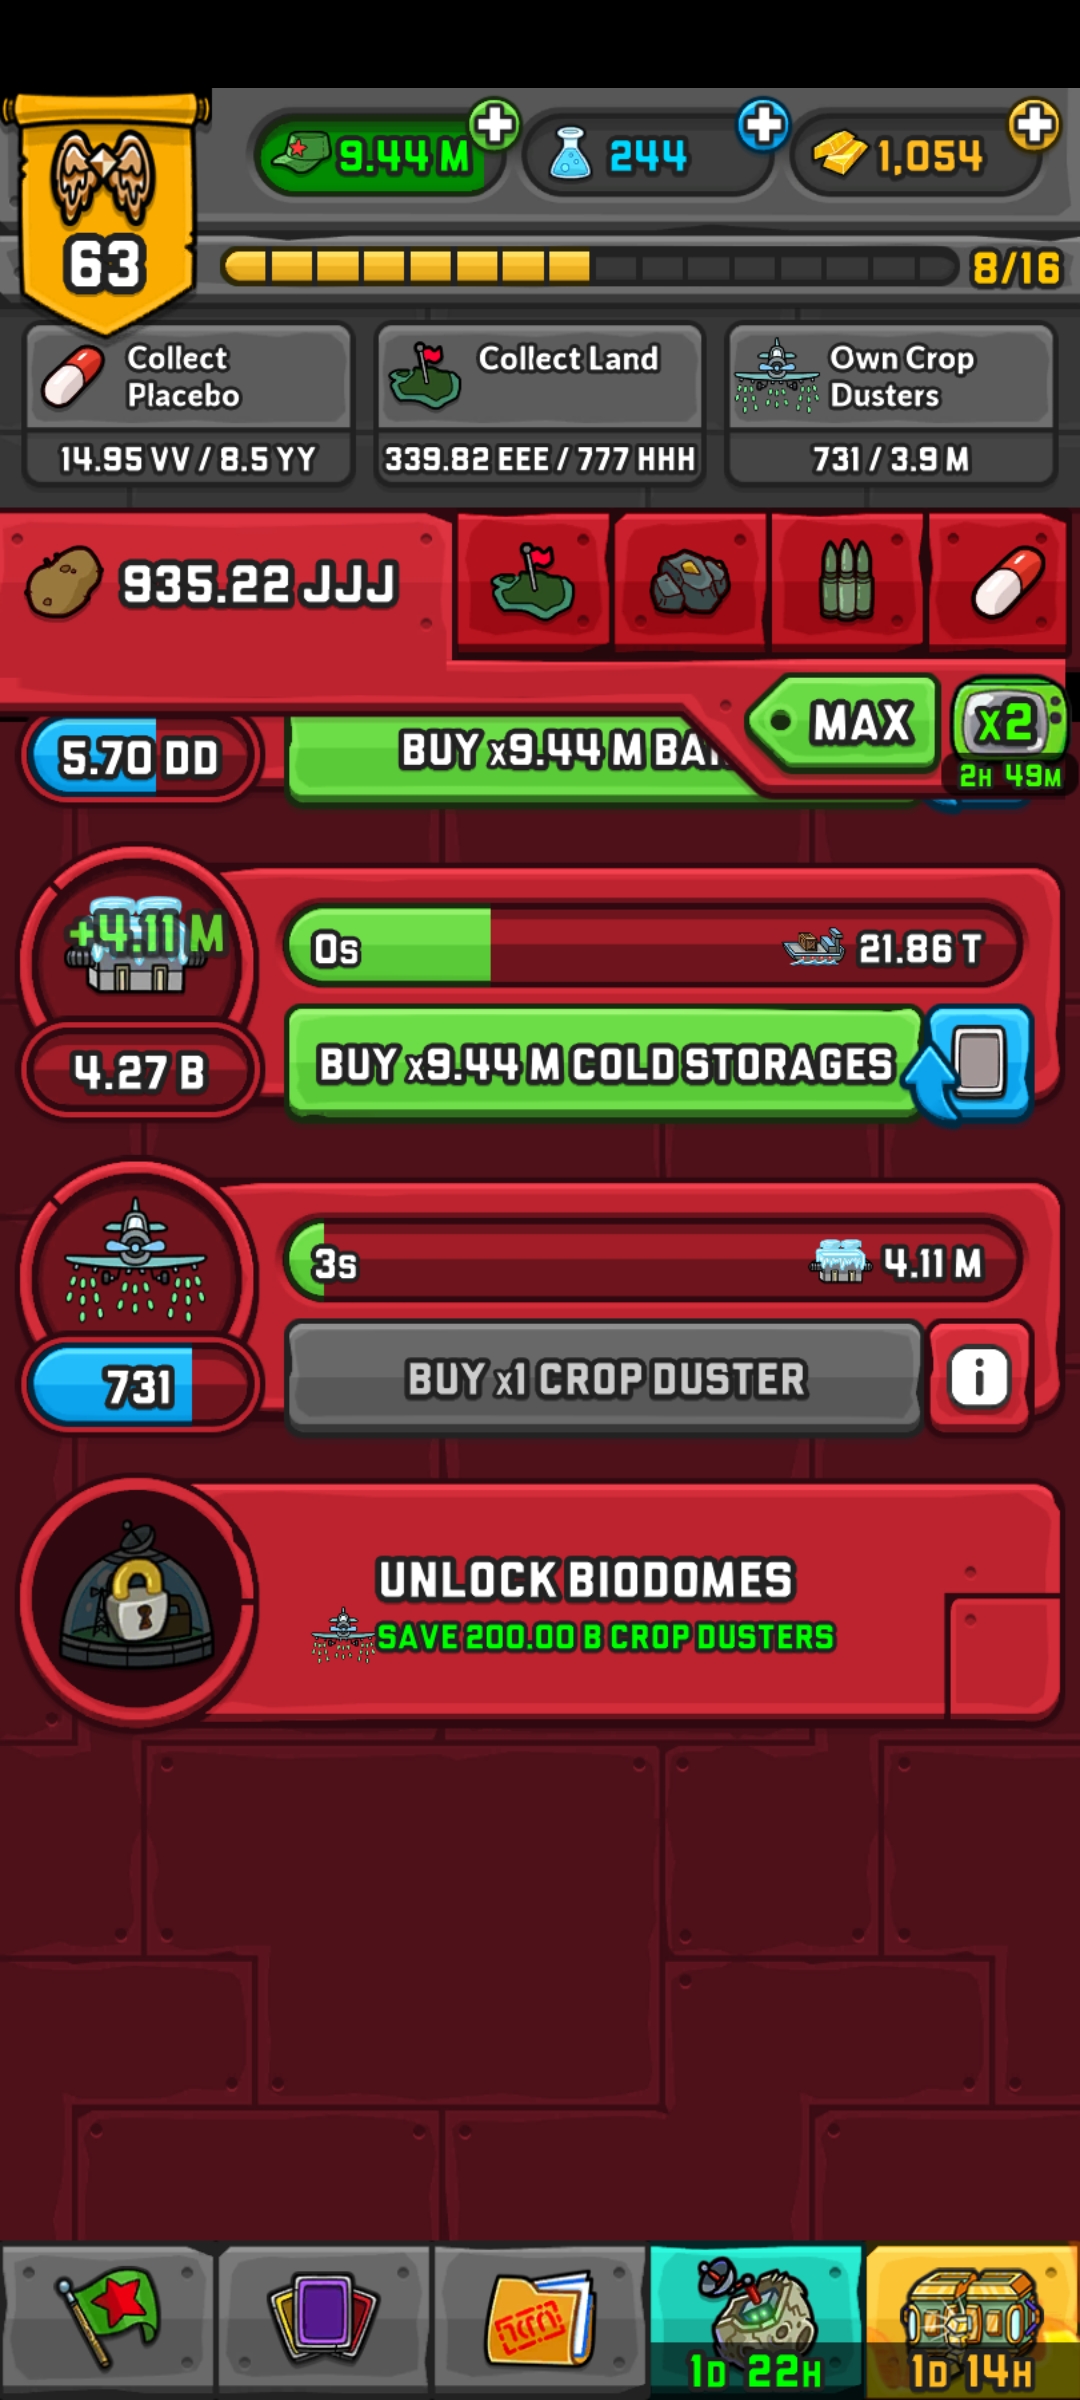 63
9.44 M
244
1,054
8/16
Collect
Placebo
14.95 VV / 8.5 YY
Collect Land
339.82 EEE / 777 HHH
Own Crop
Dusters
731 / 3.9 M
935.22 JJJ
MAX
x2
2H 49M
5.70 DD
BUY x9.44 M
+4.11 M
0s
21.86 T
4.27 B
BUY x9.44 M COLD STORAGES
3s
4.11 M
731
BUY x1 CROP DUSTER
i
UNLOCK BIODOMES
SAVE 200.00 B CROP DUSTERS
1D 22H
1D 14H